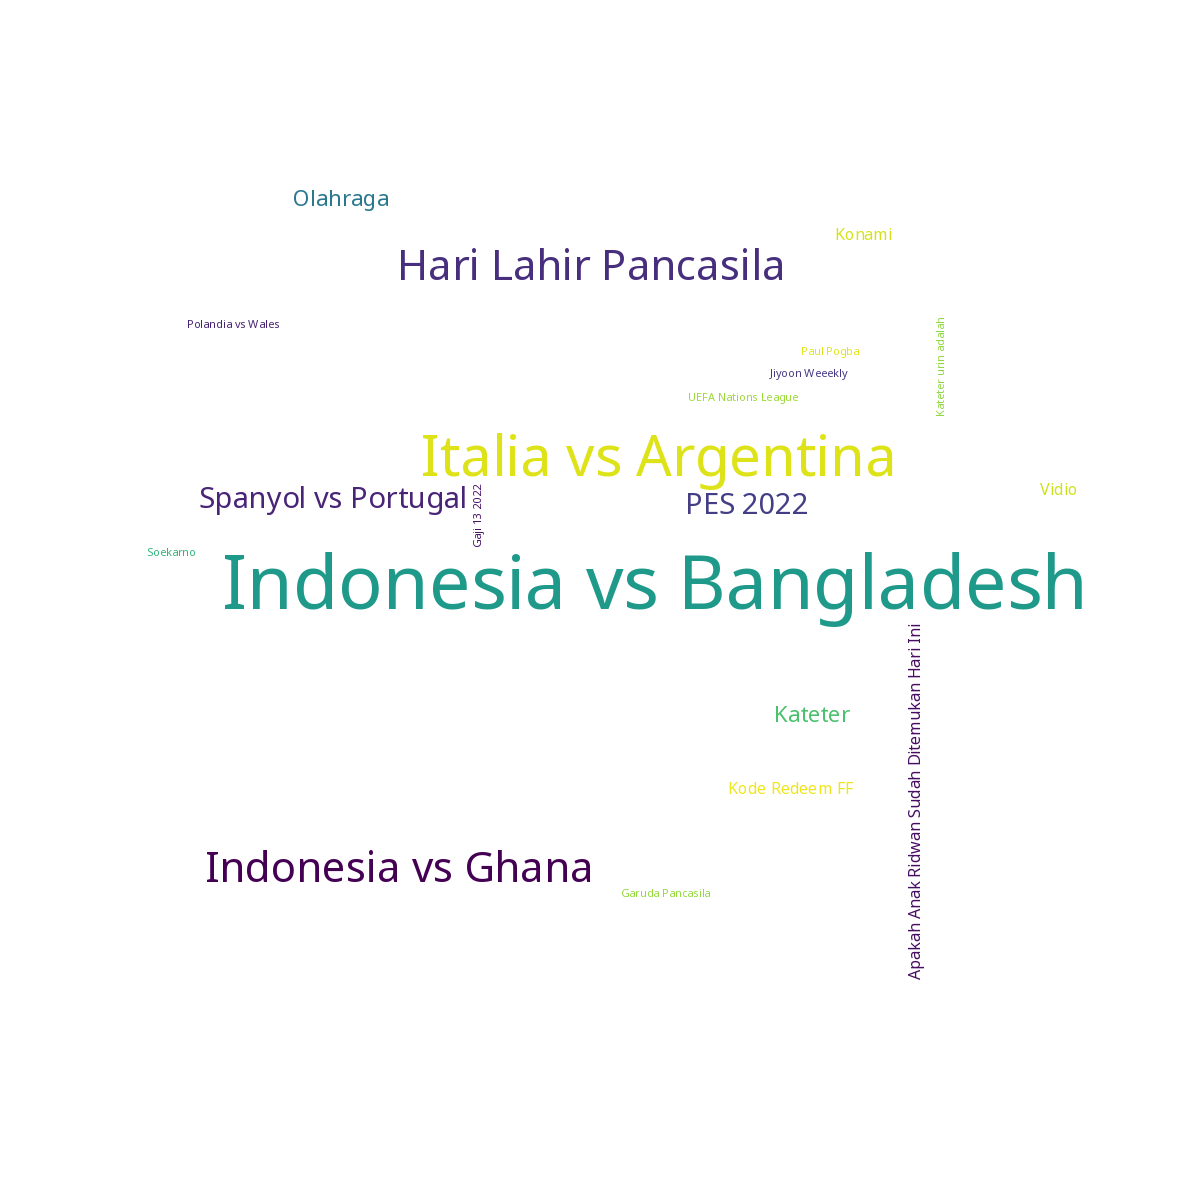 Olahraga
Konami
Hari Lahir Pancasila
Polandia vs Wales
Paul Pogba
Kateter urin adalah
Jiyoon Weeekly
UEFA Nations League
Italia vs Argentina
Spanyol vs Portugal
Gaji 13 2022
PES 2022
Vidio
Soekarno
Indonesia vs Bangladesh
Apakah Anak Ridwan Sudah Ditemukan Hari Ini
Kateter
Kode Redeem FF
Indonesia vs Ghana
Garuda Pancasila